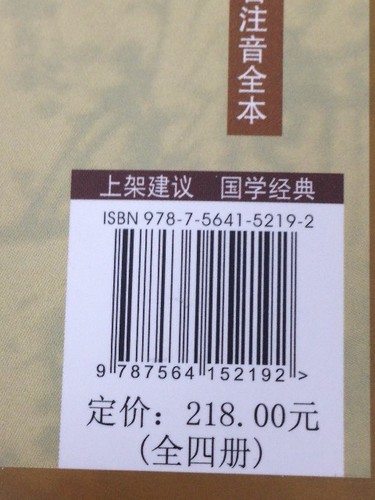 注音全本
上架建议 国学经典
ISBN 978-7-5641-5219-2
9 787564 152192 >
定价：218.00元
(全四册)